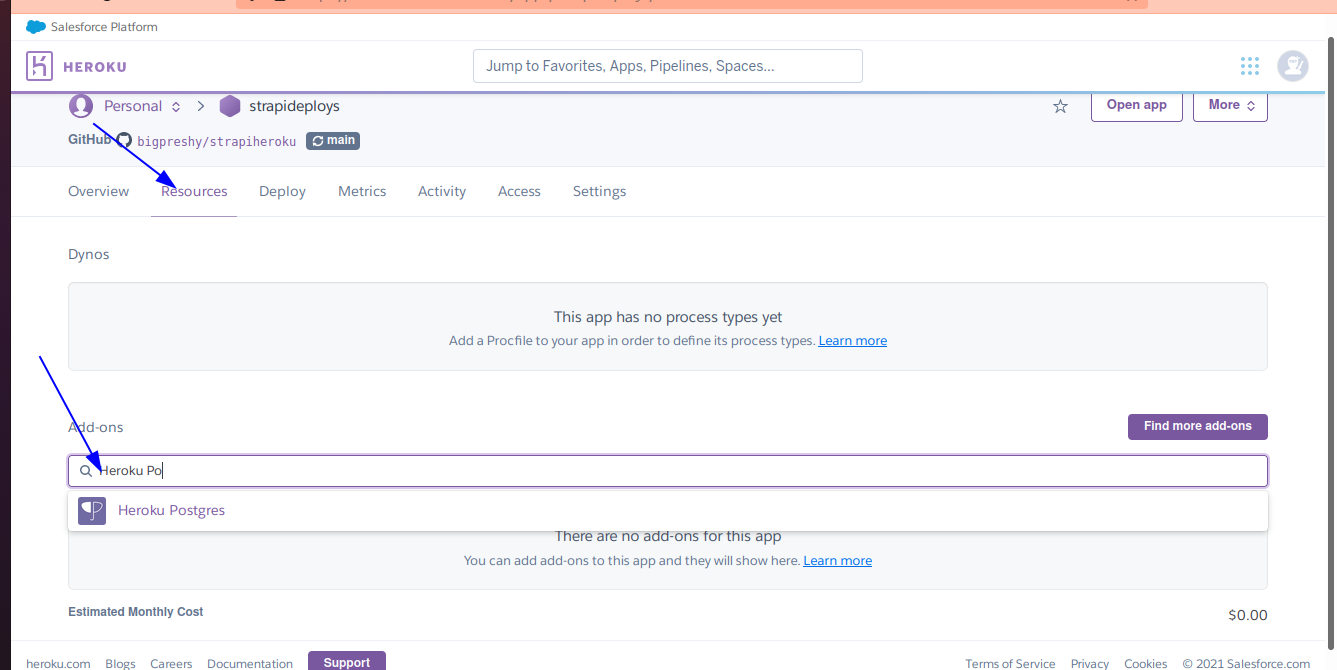 Salesforce Platform
HEROKU
Jump to Favorites, Apps, Pipelines, Spaces...
Personal
strapideploys
Open app
More
GitHub
bigpreshy/strapiheroku
main
Overview
Resources
Deploy
Metrics
Activity
Access
Settings
Dynos
This app has no process types yet
Add a Procfile to your app in order to define its process types. Learn more
Add-ons
Find more add-ons
Heroku Po
Heroku Postgres
There are no add-ons for this app
You can add add-ons to this app and they will show here. Learn more
Estimated Monthly Cost
$0.00
heroku.com
Blogs
Careers
Documentation
Support
Terms of Service
Privacy
Cookies
© 2021 Salesforce.com